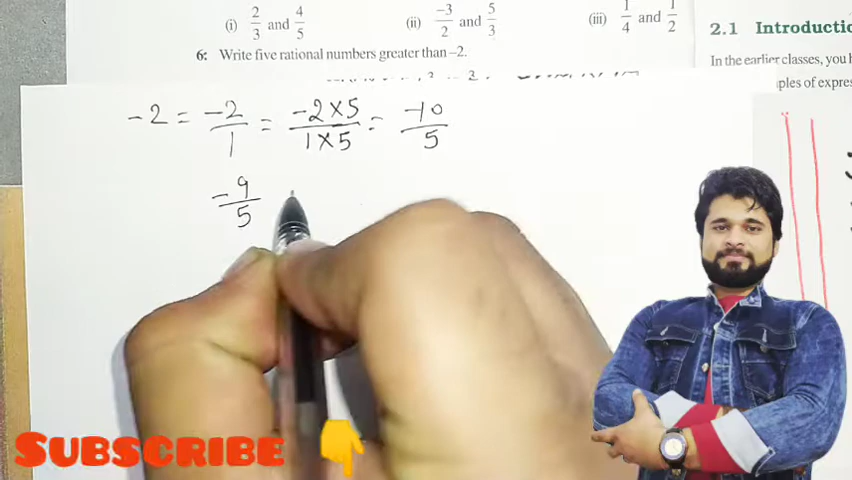 (i) 2/3 and 4/5 (ii) -3/2 and 5/3 (iii) 1/4 and 1/2
6: Write five rational numbers greater than -2.
2.1 Introductio
In the earlier classes, you h
ples of expres
-2 = -2/1 = -2×5/1×5 = -10/5
-9/5
SUBSCRIBE